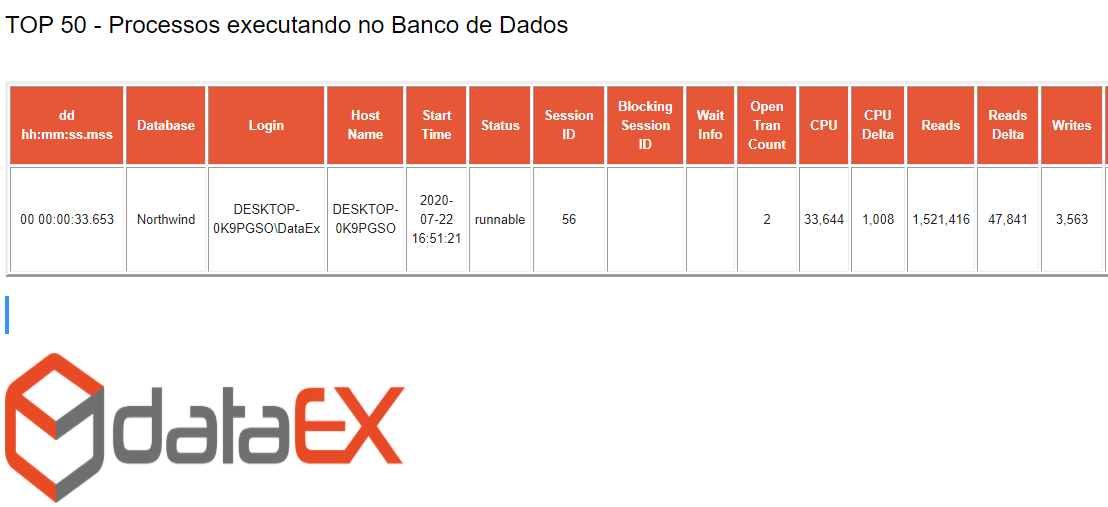 TOP 50 - Processos executando no Banco de Dados
dd hh:mm:ss.mss Database Login Host Name Start Time Status Session ID Blocking Session ID Wait Info Open Tran Count CPU CPU Delta Reads Reads Delta Writes
00 00:00:33.653 Northwind DESKTOP-0K9PGSO\DataEx DESKTOP-0K9PGSO 2020-07-22 16:51:21 runnable 56 2 33,644 1,008 1,521,416 47,841 3,563
dataEX